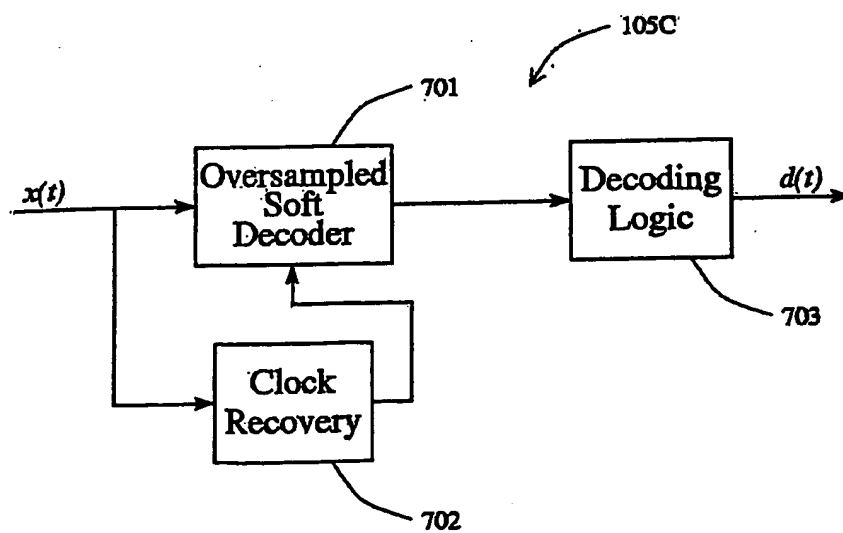 105C
701
x(t)
Oversampled
Soft
Decoder
Decoding
Logic
d(t)
703
Clock
Recovery
702